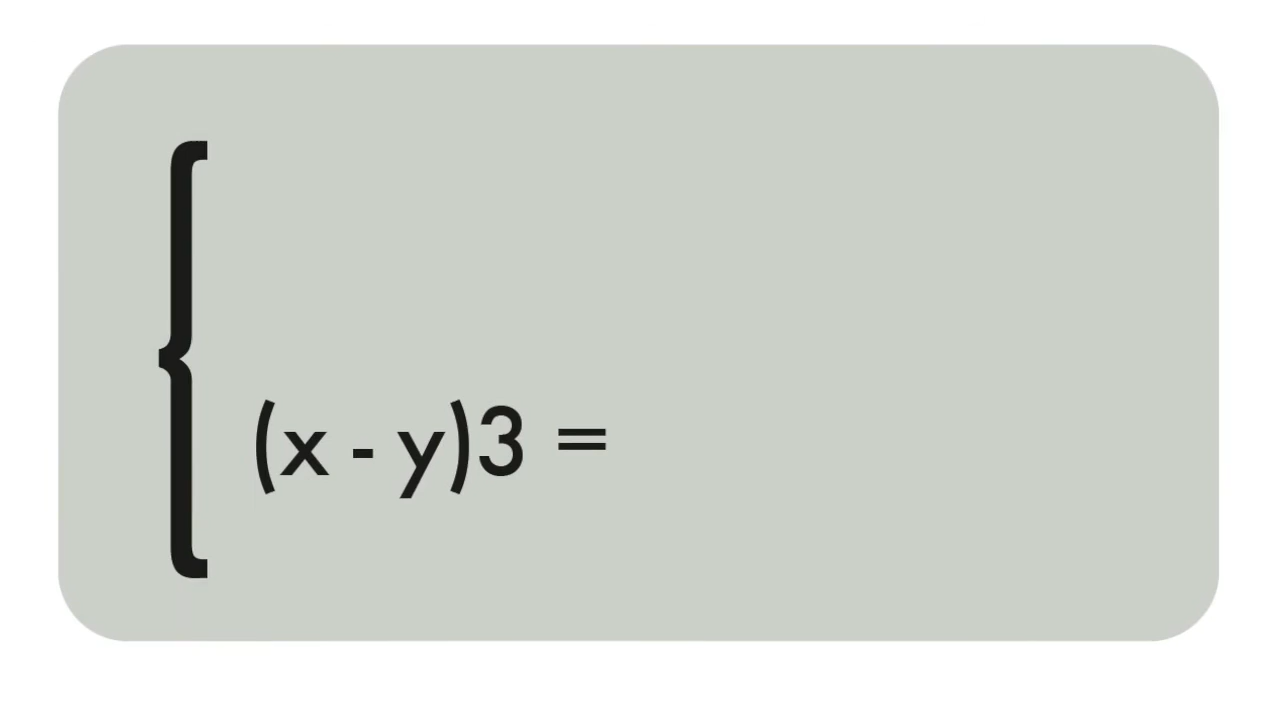 (x - y)3 =